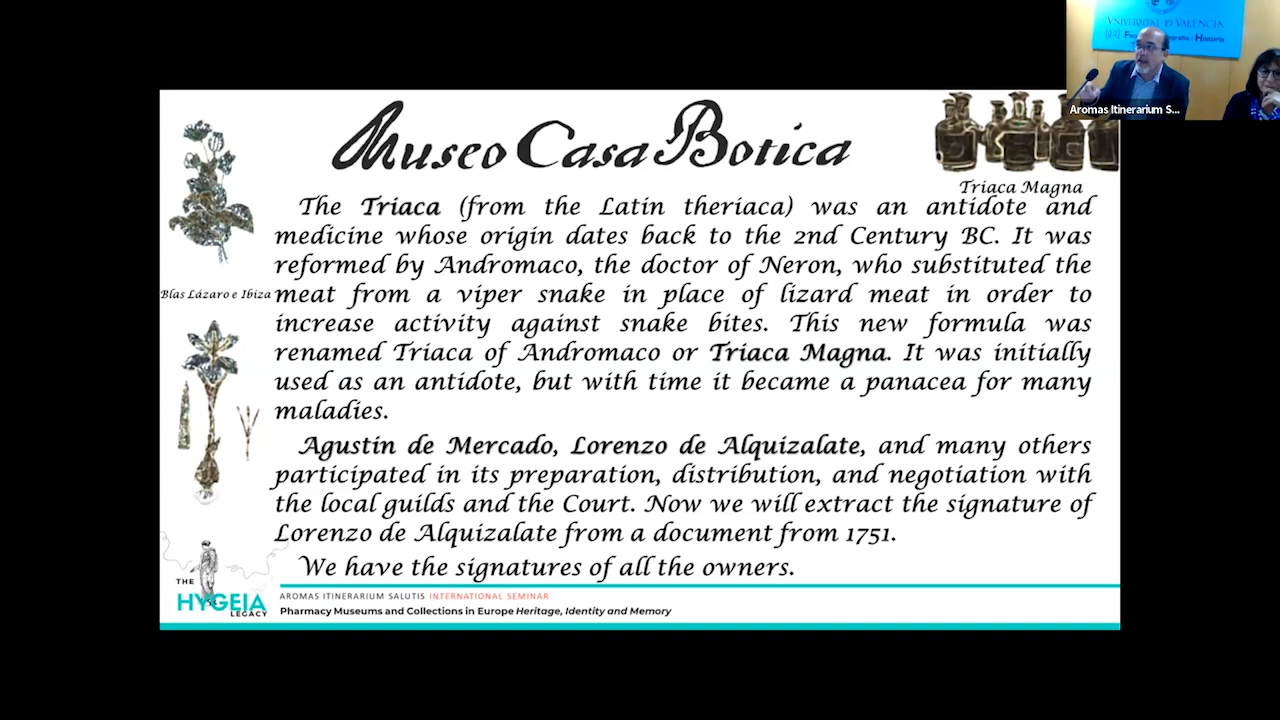 VNIVERSITAT ID VALENCIA
Aromas Itinerarium S...
Museo Casa Botica
Triaca Magna
The Triaca (from the Latin theriaca) was an antidote and
medicine whose origin dates back to the 2nd Century BC. It was
reformed by Andromaco, the doctor of Neron, who substituted the
meat from a viper snake in place of lizard meat in order to
increase activity against snake bites. This new formula was
renamed Triaca of Andromaco or Triaca Magna. It was initially
used as an antidote, but with time it became a panacea for many
maladies.
Blas Lázaro e Ibiza
Agustín de Mercado, Lorenzo de Alquizalate, and many others
participated in its preparation, distribution, and negotiation with
the local guilds and the Court. Now we will extract the signature of
Lorenzo de Alquizalate from a document from 1751.
We have the signatures of all the owners.
THE
HYGEIA
LEGACY
AROMAS ITINERARIUM SALUTIS INTERNATIONAL SEMINAR
Pharmacy Museums and Collections in Europe Heritage, Identity and Memory